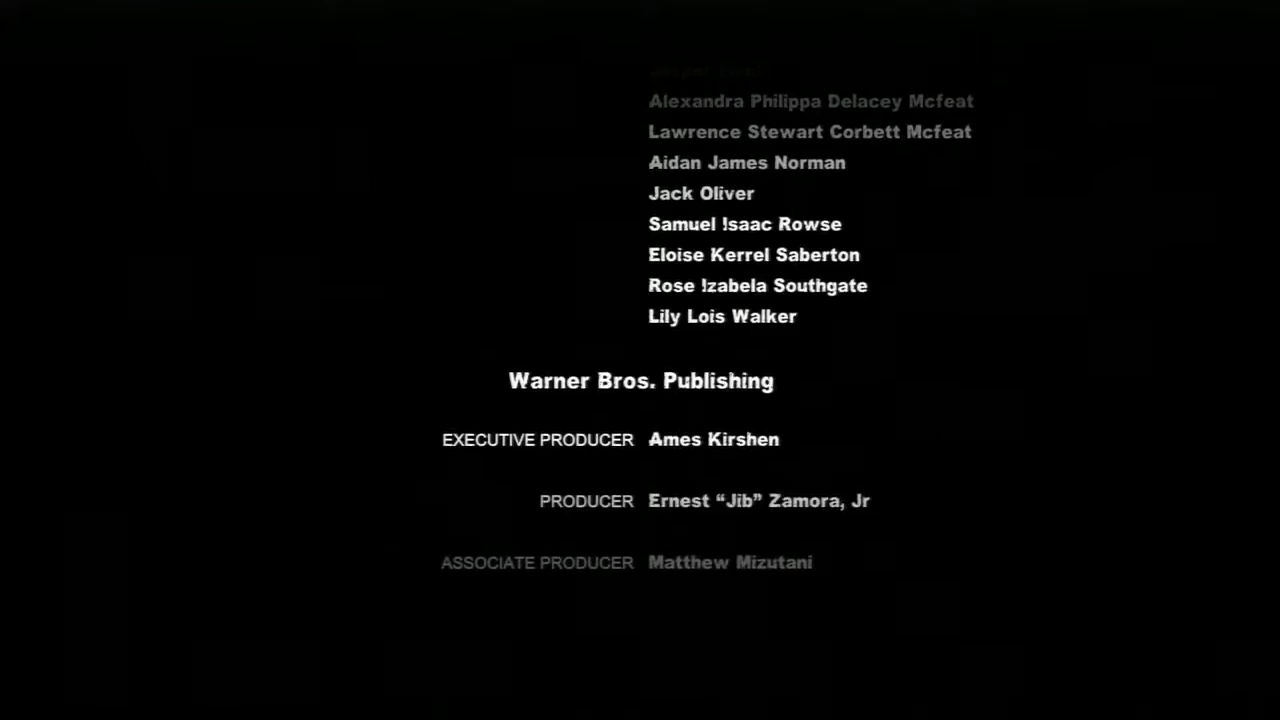 Alexandra Philippa Delacey Mcfeat
Lawrence Stewart Corbett Mcfeat
Aidan James Norman
Jack Oliver
Samuel Isaac Rowse
Eloise Kerrel Saberton
Rose Izabela Southgate
Lily Lois Walker
Warner Bros. Publishing
EXECUTIVE PRODUCER Ames Kirshen
PRODUCER Ernest “Jib” Zamora, Jr
ASSOCIATE PRODUCER Matthew Mizutani